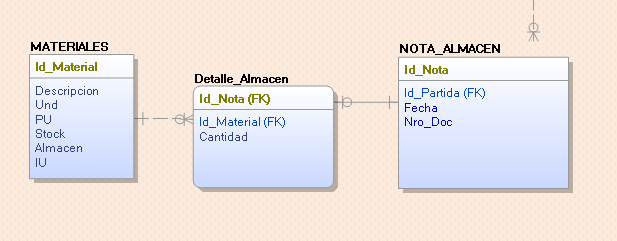 MATERIALES
Id_Material
Descripcion
Und
PU
Stock
Almacen
IU
Detalle_Almacen
Id_Nota (FK)
Id_Material (FK)
Cantidad
NOTA_ALMACEN
Id_Nota
Id_Partida (FK)
Fecha
Nro_Doc